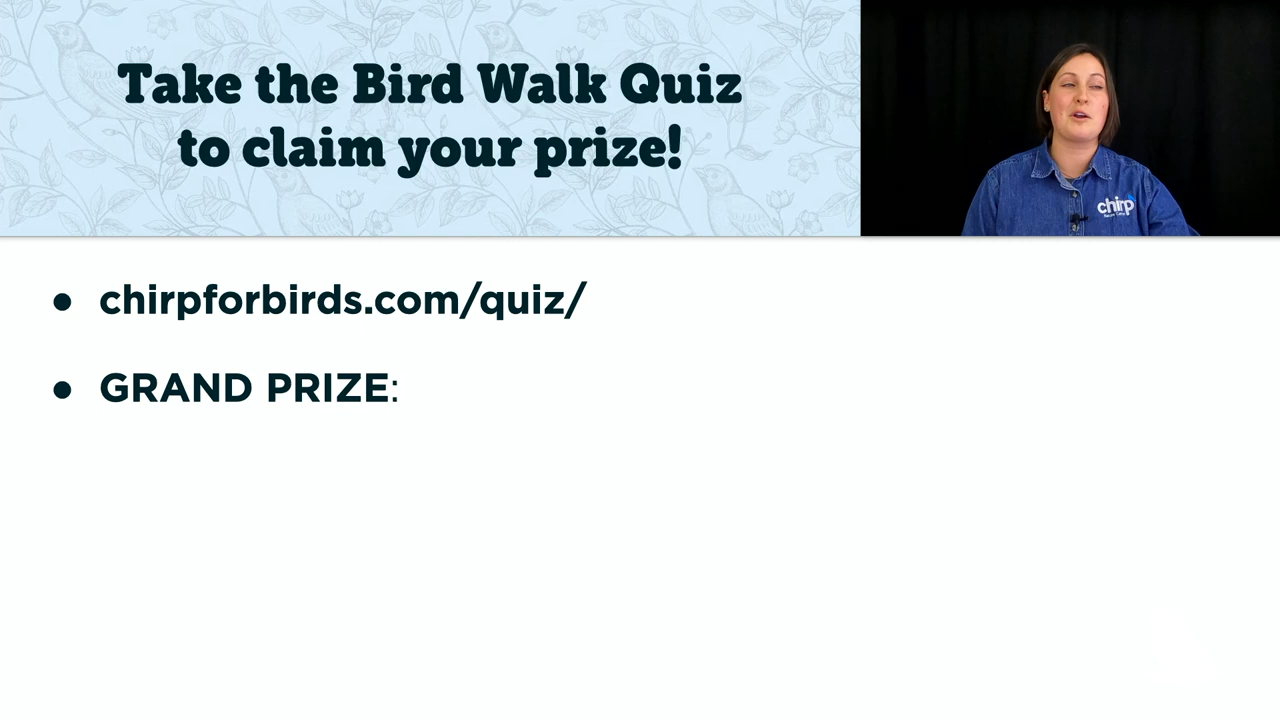 Take the Bird Walk Quiz
to claim your prize!
chirp
● chirpforbirds.com/quiz/
● GRAND PRIZE: